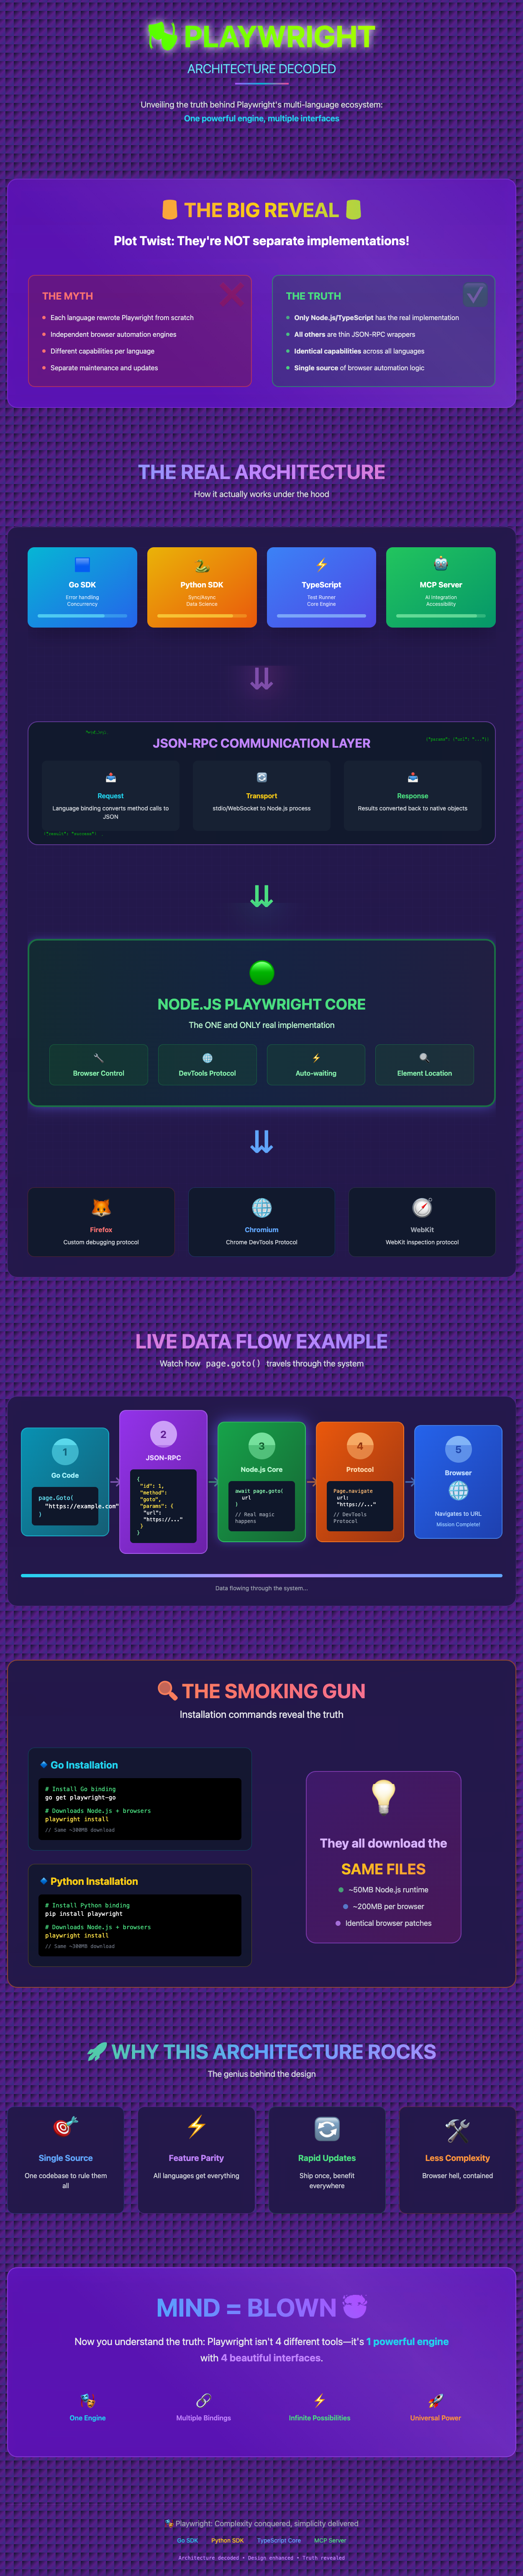 PLAYWRIGHT
ARCHITECTURE DECODED
Unveiling the truth behind Playwright's multi-language ecosystem:
One powerful engine, multiple interfaces
THE BIG REVEAL
Plot Twist: They're NOT separate implementations!
THE MYTH
Each language rewrote Playwright from scratch
Independent browser automation engines
Different capabilities per language
Separate maintenance and updates
THE TRUTH
Only Node.js/TypeScript has the real implementation
All others are thin JSON-RPC wrappers
Identical capabilities across all languages
Single source of browser automation logic
THE REAL ARCHITECTURE
How it actually works under the hood
Go SDK
Error handling
Concurrency
Python SDK
Sync/Async
Data Science
TypeScript
Test Runner
Core Engine
MCP Server
AI Integration
Accessibility
{"params": {"url": "..."}}
JSON-RPC COMMUNICATION LAYER
Request
Language binding converts method calls to
JSON
Transport
stdio/WebSocket to Node.js process
Response
Results converted back to native objects
{"result": "success"}
NODE.JS PLAYWRIGHT CORE
The ONE and ONLY real implementation
Browser Control
DevTools Protocol
Auto-waiting
Element Location
Firefox
Custom debugging protocol
Chromium
Chrome DevTools Protocol
WebKit
WebKit inspection protocol
LIVE DATA FLOW EXAMPLE
Watch how page.goto() travels through the system
1
Go Code
page.Goto(
"https://example.com"
)
2
JSON-RPC
{
"id": 1,
"method":
"goto",
"params": {
"url":
"https://..."
}
}
3
Node.js Core
await page.goto(
url
)
// Real magic
happens
4
Protocol
Page.navigate
url:
"https://..."
// DevTools
Protocol
5
Browser
Navigates to URL
Mission Complete!
Data flowing through the system...
THE SMOKING GUN
Installation commands reveal the truth
Go Installation
# Install Go binding
go get playwright-go
# Downloads Node.js + browsers
playwright install
// Same ~300MB download
Python Installation
# Install Python binding
pip install playwright
# Downloads Node.js + browsers
playwright install
// Same ~300MB download
They all download the
SAME FILES
~50MB Node.js runtime
~200MB per browser
Identical browser patches
WHY THIS ARCHITECTURE ROCKS
The genius behind the design
Single Source
One codebase to rule them
all
Feature Parity
All languages get everything
Rapid Updates
Ship once, benefit
everywhere
Less Complexity
Browser hell, contained
MIND = BLOWN
Now you understand the truth: Playwright isn't 4 different tools—it's 1 powerful engine
with 4 beautiful interfaces.
One Engine
Multiple Bindings
Infinite Possibilities
Universal Power
Playwright: Complexity conquered, simplicity delivered
Go SDK
Python SDK
TypeScript Core
MCP Server
Architecture decoded • Design enhanced • Truth revealed